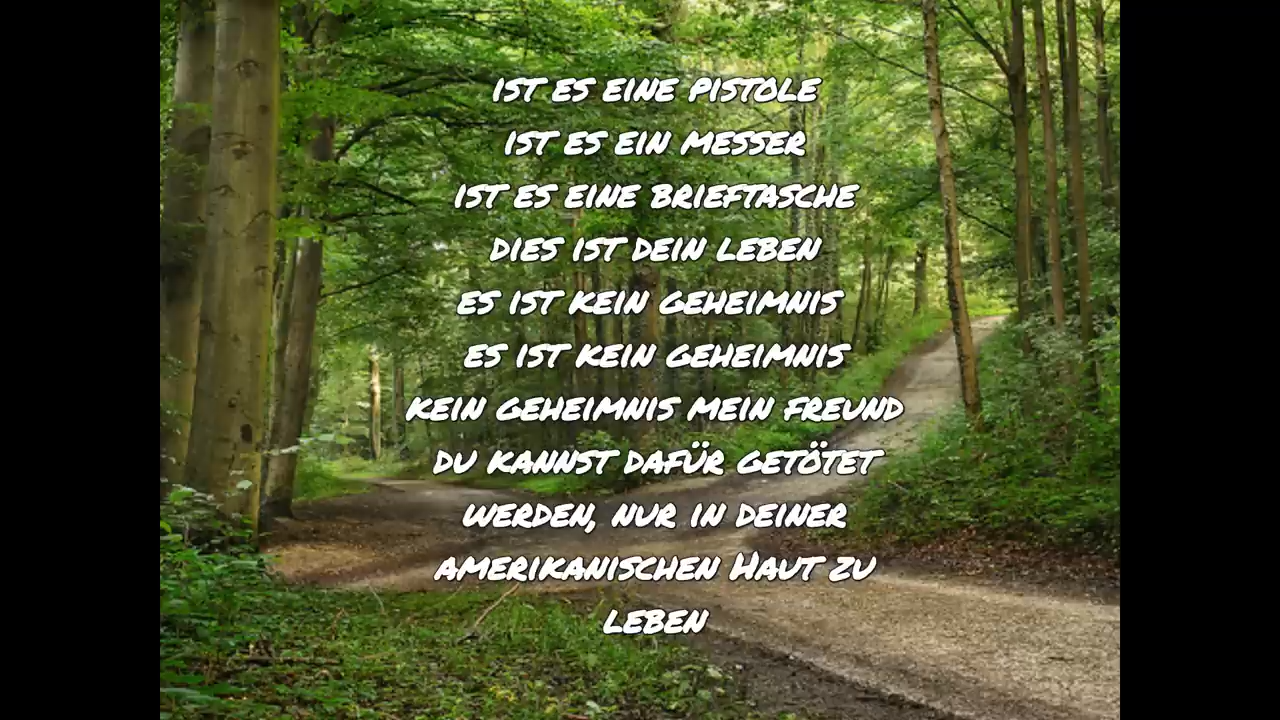 ist es eine pistole
ist es ein messer
ist es eine brieftasche
dies ist dein leben
es ist kein geheimnis
es ist kein geheimnis
kein geheimnis mein freund
du kannst dafür getötet
werden, nur in deiner
amerikanischen Haut zu
leben